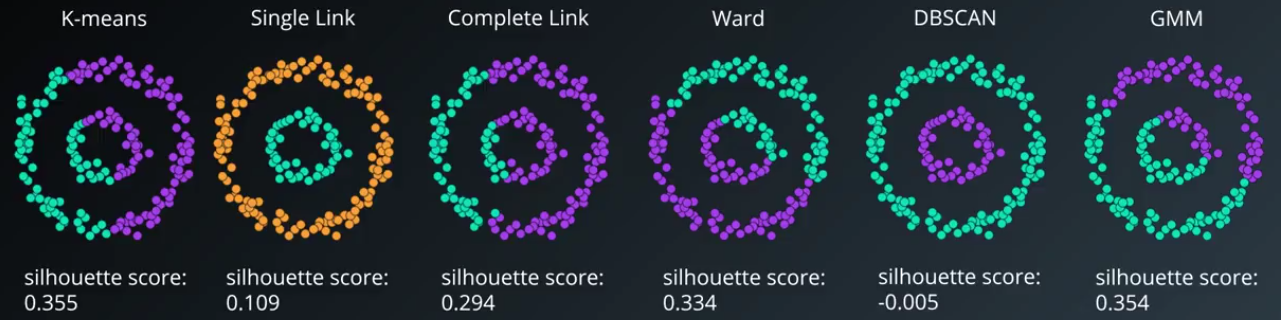 K-means
Single Link
Complete Link
Ward
DBSCAN
GMM
silhouette score:
0.355
silhouette score:
0.109
silhouette score:
0.294
silhouette score:
0.334
silhouette score:
-0.005
silhouette score:
0.354